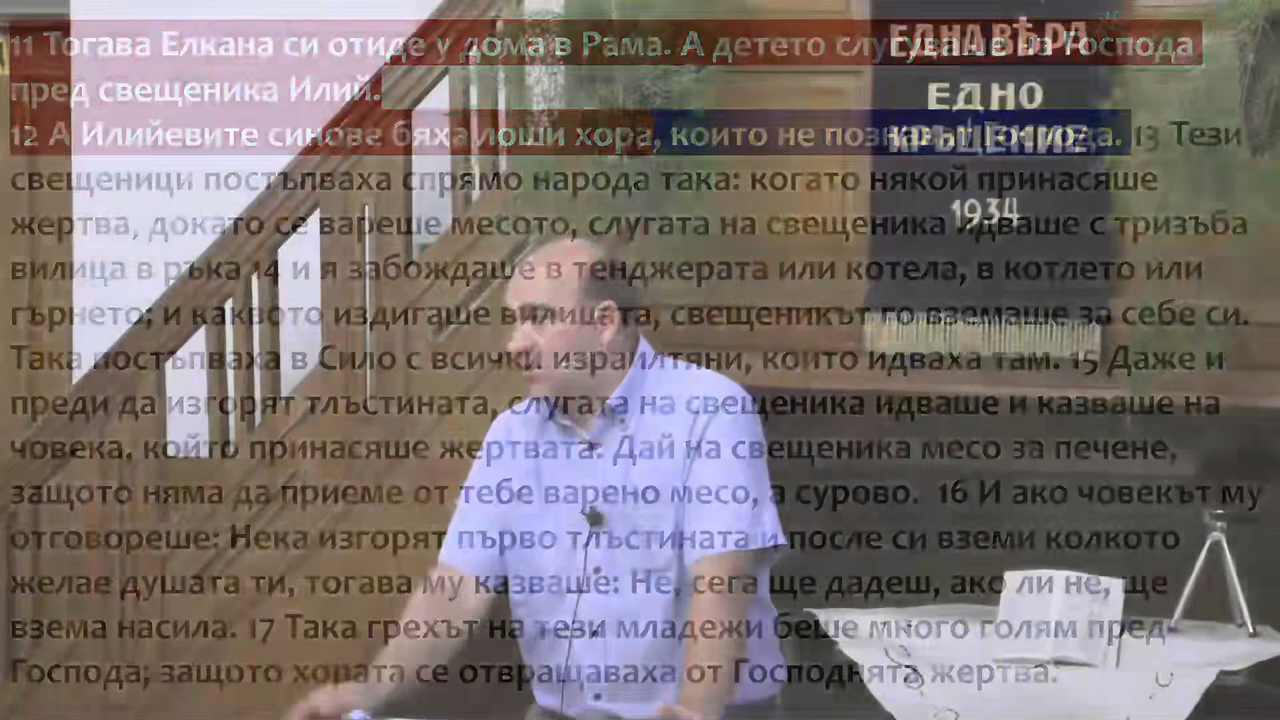 11 Тогава Елкана си отиде у дома в Рама. А детето слугуваше на Господа
пред свещеника Илий.
12 А Илийевите синове бяха лоши хора, които не познават Господа. 13 Тези
свещеници постъпваха спрямо народа така: когато някой принасяше
жертва, докато се вареше месото, слугата на свещеника идваше с тризъба
вилица в ръка 14 и я забождаше в тенджерата или котела, в котлето или
гърнето; и каквото издигаше вилицата, свещеникът го вземаше за себе си.
Така постъпваха в Сило с всички израилтяни, които идваха там. 15 Даже и
преди да изгорят тлъстината, слугата на свещеника идваше и казваше на
човека, който принасяше жертвата: Дай на свещеника месо за печене,
защото няма да приеме от тебе варено месо, а сурово. 16 И ако човекът му
отговореше: Нека изгорят първо тлъстината и после си вземи колкото
желае душата ти, тогава му казваше: Не, сега ще дадеш, ако ли не, ще
взема насила. 17 Така грехът на тези младежи беше много голям пред
Господа; защото хората се отвращаваха от Господнята жертва.
ЕДНА ВѢРА
ЕДНО
КРЪЩЕНИЕ
1934